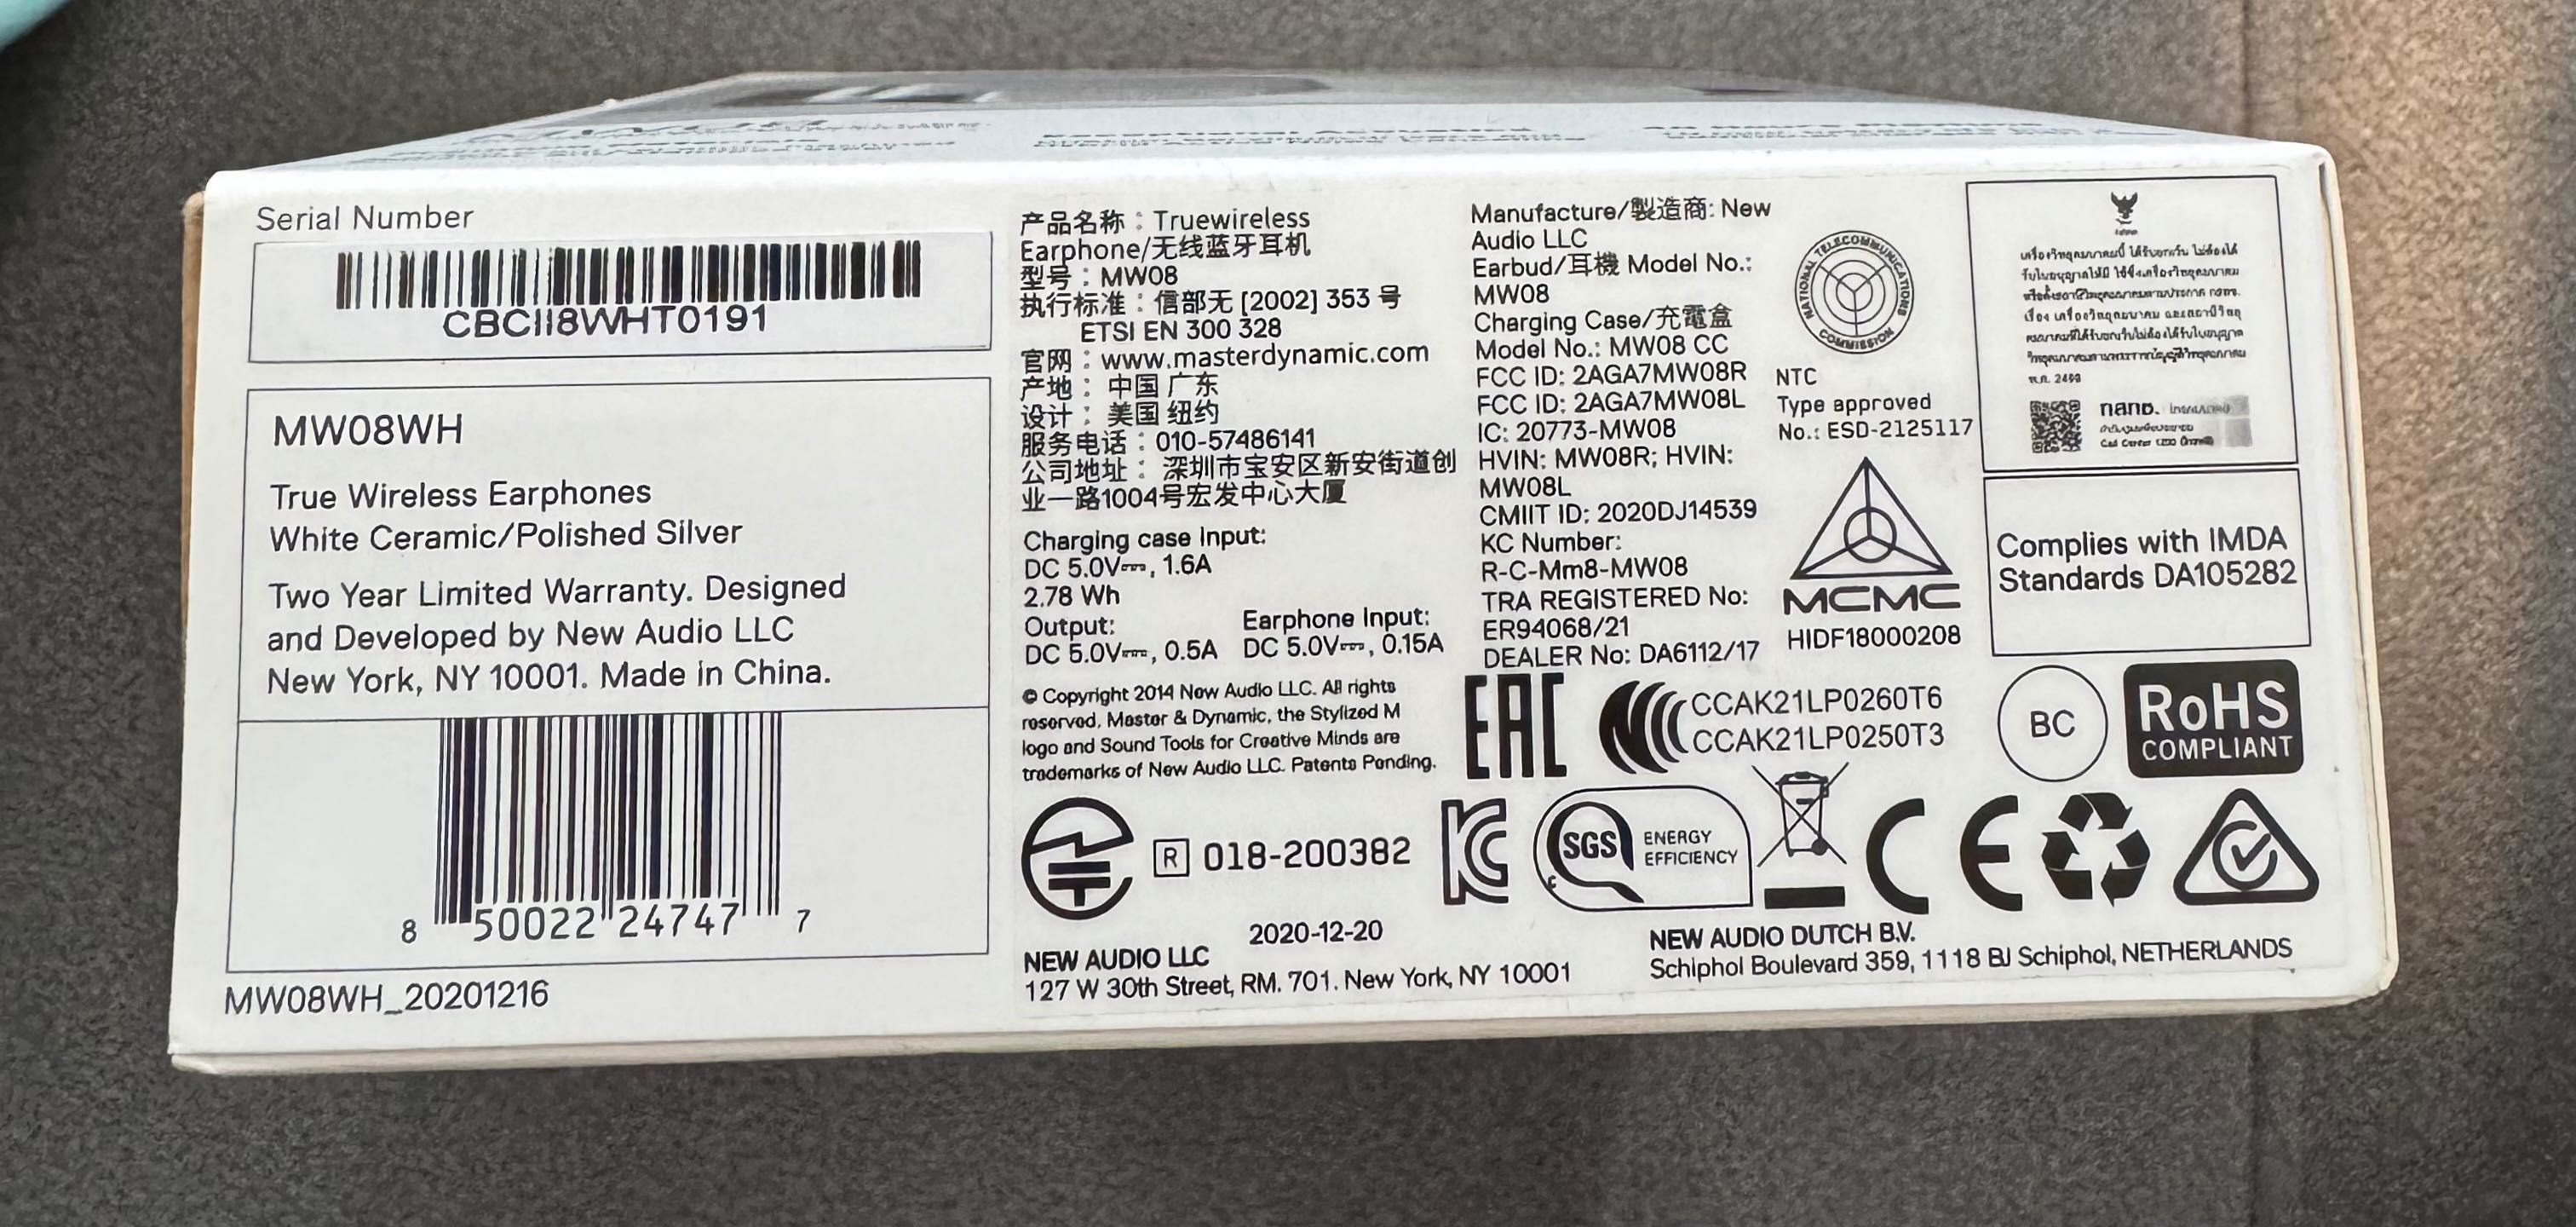 Serial Number
CBCII8WHT0191
MW08WH
True Wireless Earphones
White Ceramic/Polished Silver
Two Year Limited Warranty. Designed
and Developed by New Audio LLC
New York, NY 10001. Made in China.
8 50022 24747 7
MW08WH_20201216
产品名称：Truewireless
Earphone/无线蓝牙耳机
型号：MW08
执行标准：信部无 [2002] 353 号
ETSI EN 300 328
官网：www.masterdynamic.com
产地：中国 广东
设计：美国 纽约
服务电话：010-57486141
公司地址：深圳市宝安区新安街道创
业一路1004号宏发中心大厦
Charging case Input:
DC 5.0V⎓, 1.6A
2.78 Wh
Output:
DC 5.0V⎓, 0.5A
Earphone Input:
DC 5.0V⎓, 0.15A
© Copyright 2014 New Audio LLC. All rights
reserved. Master & Dynamic, the Stylized M
logo and Sound Tools for Creative Minds are
trademarks of New Audio LLC. Patents Pending.
R 018-200382
2020-12-20
NEW AUDIO LLC
127 W 30th Street, RM. 701. New York, NY 10001
Manufacture/製造商: New
Audio LLC
Earbud/耳機 Model No.:
MW08
Charging Case/充電盒
Model No.: MW08 CC
FCC ID: 2AGA7MW08R
FCC ID: 2AGA7MW08L
IC: 20773-MW08
HVIN: MW08R; HVIN:
MW08L
CMIIT ID: 2020DJ14539
KC Number:
R-C-Mm8-MW08
TRA REGISTERED No:
ER94068/21
DEALER No: DA6112/17
NATIONAL TELECOMMUNICATIONS
COMMISSION
NTC
Type approved
No.: ESD-2125117
MCMC
HIDF18000208
พ.ศ. 2498
กสทช.
Complies with IMDA
Standards DA105282
EAC
CCAK21LP0260T6
CCAK21LP0250T3
BC
RoHS
COMPLIANT
KC
SGS
ENERGY
EFFICIENCY
CE
NEW AUDIO DUTCH B.V.
Schiphol Boulevard 359, 1118 BJ Schiphol, NETHERLANDS